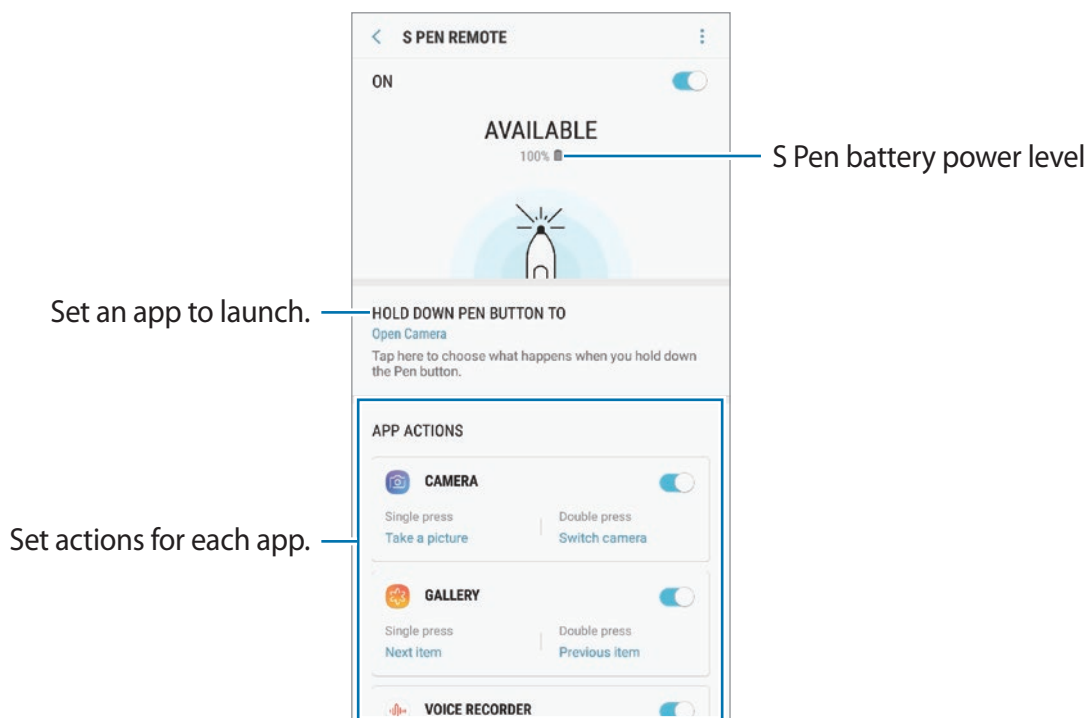 S PEN REMOTE
ON
AVAILABLE
100%
S Pen battery power level
Set an app to launch.
HOLD DOWN PEN BUTTON TO
Open Camera
Tap here to choose what happens when you hold down
the Pen button.
Set actions for each app.
APP ACTIONS
CAMERA
Single press Double press
Take a picture Switch camera
GALLERY
Single press Double press
Next item Previous item
VOICE RECORDER